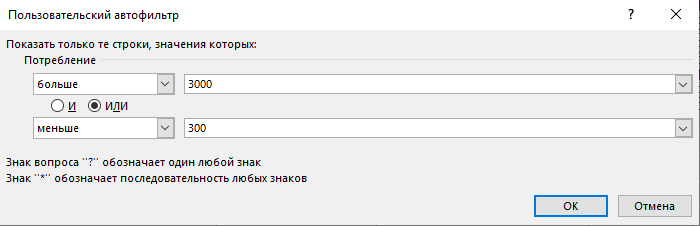 Пользовательский автофильтр ? ×
Показать только те строки, значения которых:
Потребление
больше 3000
И ИЛИ
меньше 300
Знак вопроса "?" обозначает один любой знак
Знак "*" обозначает последовательность любых знаков
ОК Отмена